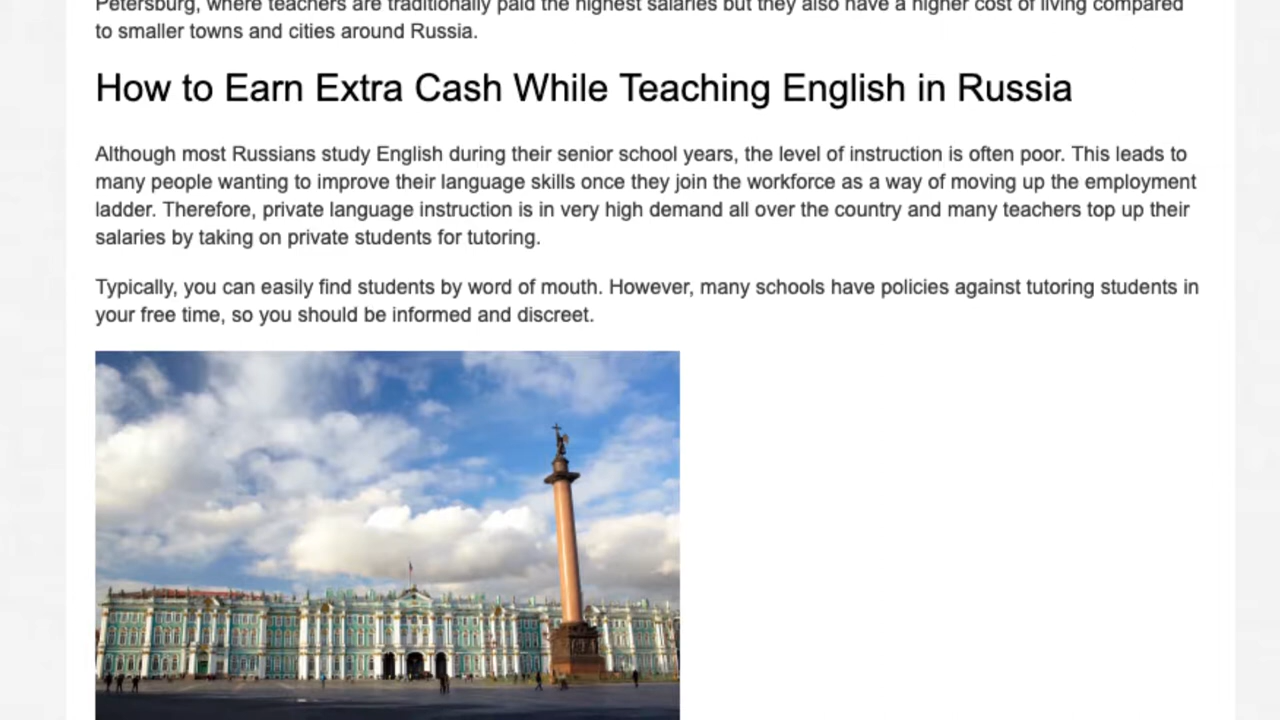 Petersburg, where teachers are traditionally paid the highest salaries but they also have a higher cost of living compared
to smaller towns and cities around Russia.
How to Earn Extra Cash While Teaching English in Russia
Although most Russians study English during their senior school years, the level of instruction is often poor. This leads to
many people wanting to improve their language skills once they join the workforce as a way of moving up the employment
ladder. Therefore, private language instruction is in very high demand all over the country and many teachers top up their
salaries by taking on private students for tutoring.
Typically, you can easily find students by word of mouth. However, many schools have policies against tutoring students in
your free time, so you should be informed and discreet.